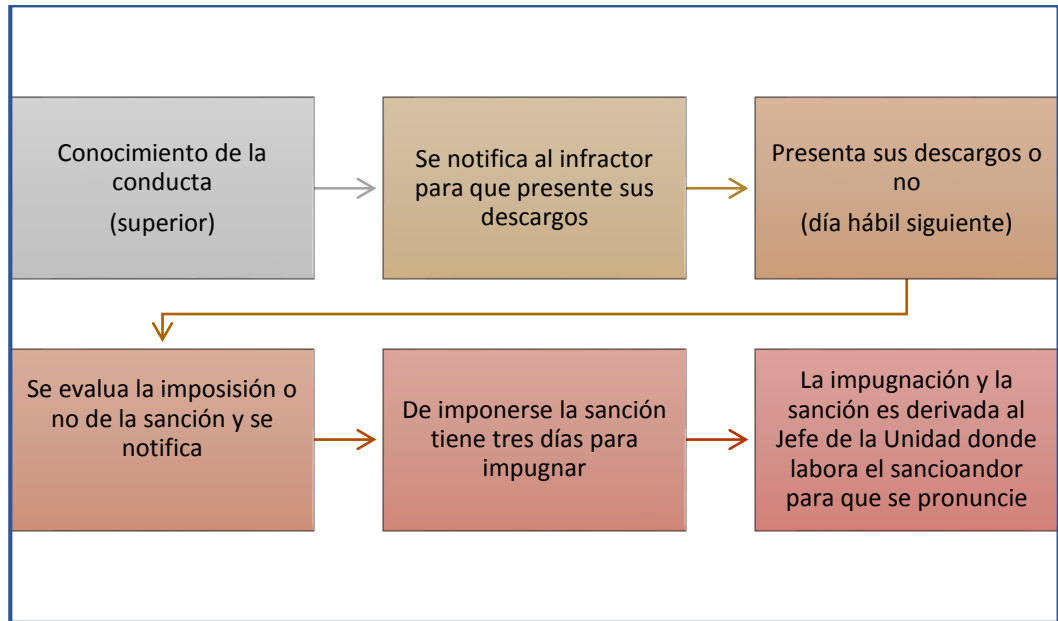 Conocimiento de la
conducta
(superior)
Se notifica al infractor
para que presente sus
descargos
Presenta sus descargos o
no
(día hábil siguiente)
Se evalua la imposisión o
no de la sanción y se
notifica
De imponerse la sanción
tiene tres días para
impugnar
La impugnación y la
sanción es derivada al
Jefe de la Unidad donde
labora el sancioandor
para que se pronuncie